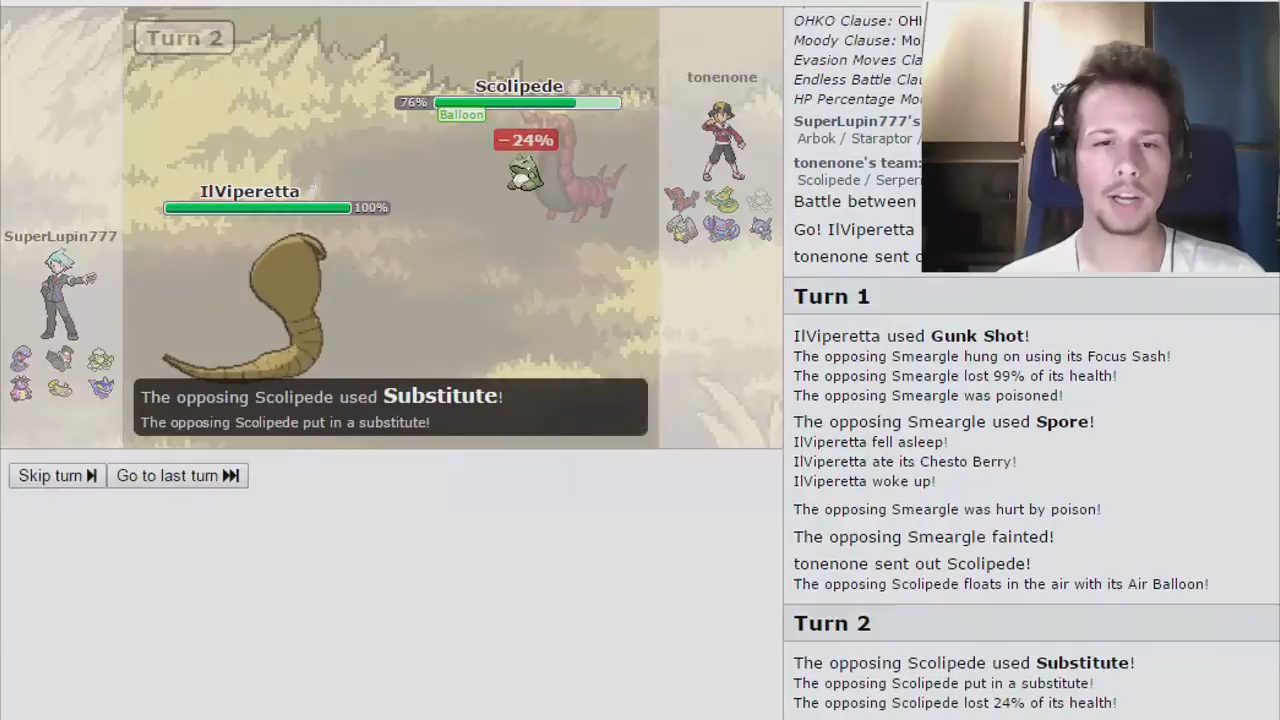 Turn 2
Scolipede
76%
Balloon
−24%
IlViperetta
100%
SuperLupin777
tonenone
The opposing Scolipede used Substitute!
The opposing Scolipede put in a substitute!
Skip turn
Go to last turn
OHKO Clause: OH
Moody Clause: Mo
Evasion Moves Cla
Endless Battle Clau
HP Percentage Mo
SuperLupin777's
Arbok / Staraptor /
tonenone's team:
Scolipede / Serper
Battle between
Go! IlViperetta
tonenone sent o
Turn 1
IlViperetta used Gunk Shot!
The opposing Smeargle hung on using its Focus Sash!
The opposing Smeargle lost 99% of its health!
The opposing Smeargle was poisoned!
The opposing Smeargle used Spore!
IlViperetta fell asleep!
IlViperetta ate its Chesto Berry!
IlViperetta woke up!
The opposing Smeargle was hurt by poison!
The opposing Smeargle fainted!
tonenone sent out Scolipede!
The opposing Scolipede floats in the air with its Air Balloon!
Turn 2
The opposing Scolipede used Substitute!
The opposing Scolipede put in a substitute!
The opposing Scolipede lost 24% of its health!